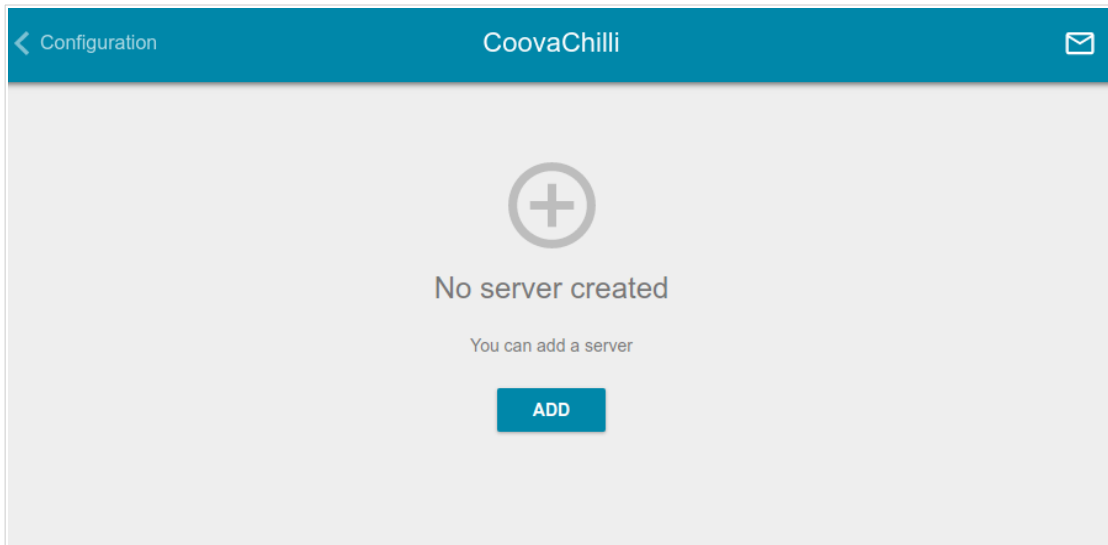 Configuration
CoovaChilli
No server created
You can add a server
ADD